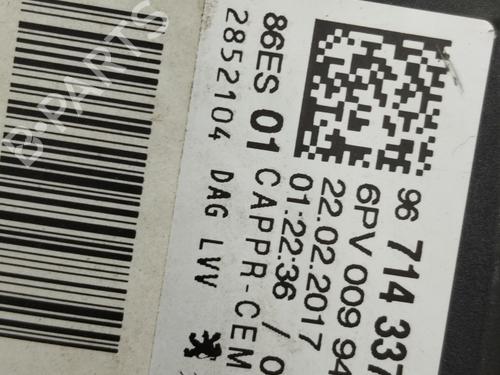 96 714 337
6PV 009 94
22.02.2017
01:22:36 / 0
86ES 01 CAPPR-CEM
2852104 DAG LVV
B-PARTS